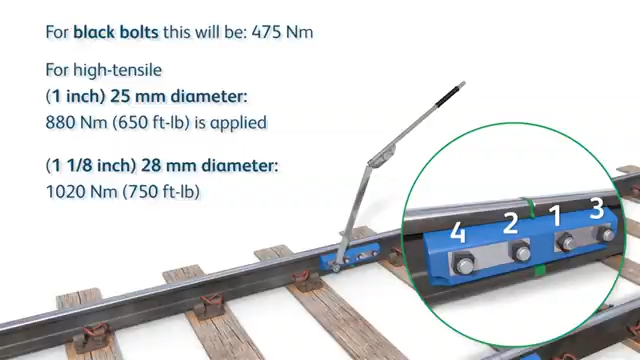 For black bolts this will be: 475 Nm
For high-tensile
(1 inch) 25 mm diameter:
880 Nm (650 ft-lb) is applied
(1 1/8 inch) 28 mm diameter:
1020 Nm (750 ft-lb)
4 2 1 3